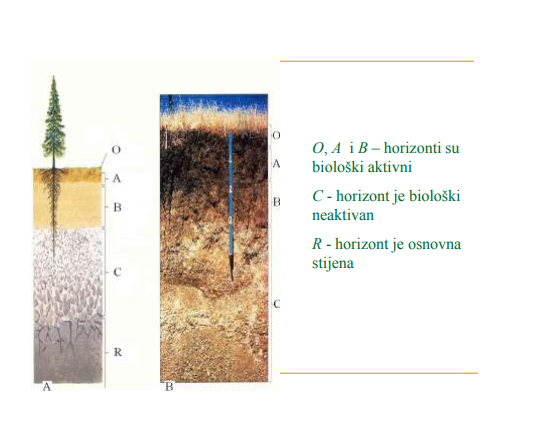 O
A
B
C
R
A
O
A
B
C
B
O, A i B – horizonti su
biološki aktivni
C - horizont je biološki
neaktivan
R - horizont je osnovna
stijena